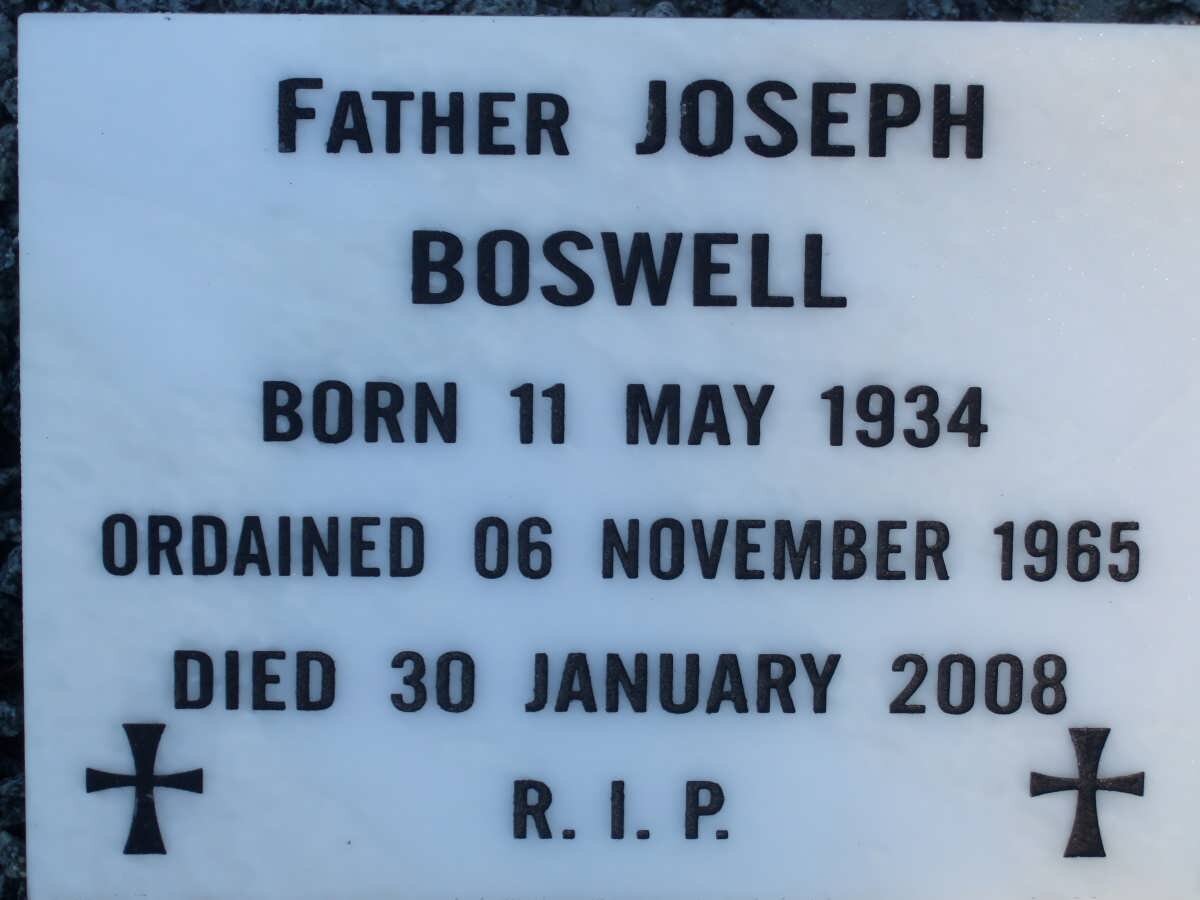 FATHER JOSEPH
BOSWELL
BORN 11 MAY 1934
ORDAINED 06 NOVEMBER 1965
DIED 30 JANUARY 2008
R. I. P.